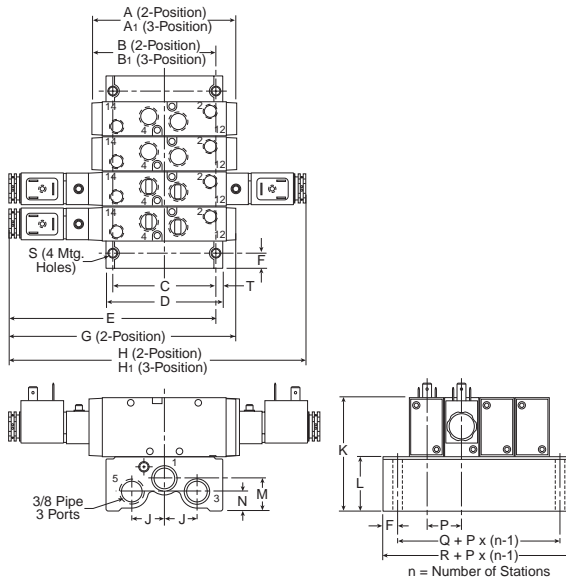 A (2-Position)
A1 (3-Position)
B (2-Position)
B1 (3-Position)
14
2
4
12
14
2
4
12
14
2
4
12
14
2
4
12
S (4 Mtg.
Holes)
F
C
T
D
E
G (2-Position)
H (2-Position)
H1 (3-Position)
1
5
3
3/8 Pipe
3 Ports
J
J
N
M
K
L
F
P
Q + P x (n-1)
R + P x (n-1)
n = Number of Stations